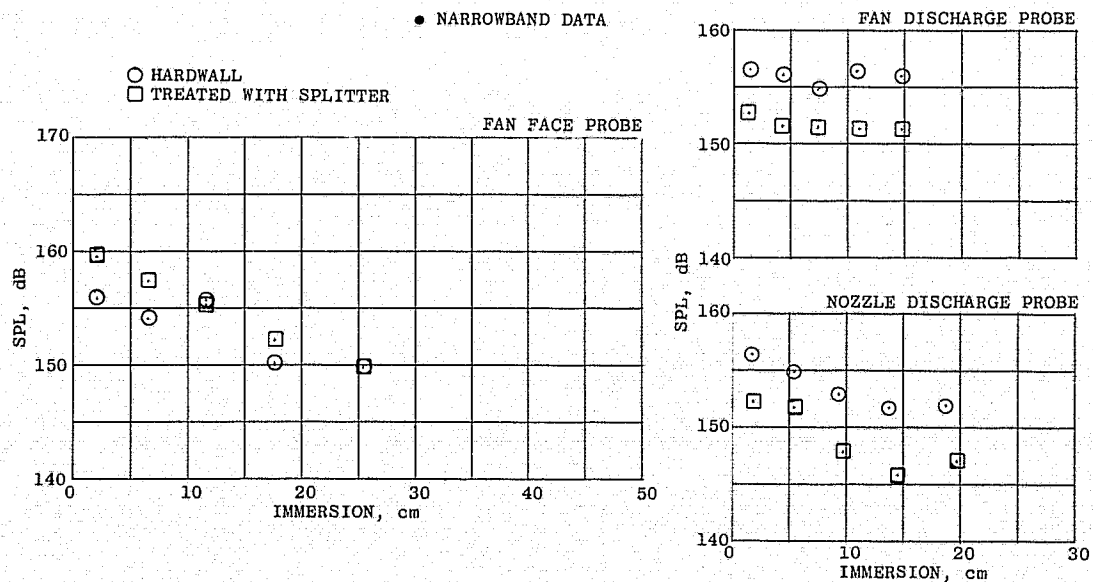 ● NARROWBAND DATA
○ HARDWALL
□ TREATED WITH SPLITTER
FAN FACE PROBE
170
160
150
140
SPL, dB
0 10 20 30 40 50
IMMERSION, cm
FAN DISCHARGE PROBE
160
150
140
SPL, dB
NOZZLE DISCHARGE PROBE
160
150
140
0 10 20 30
IMMERSION, cm